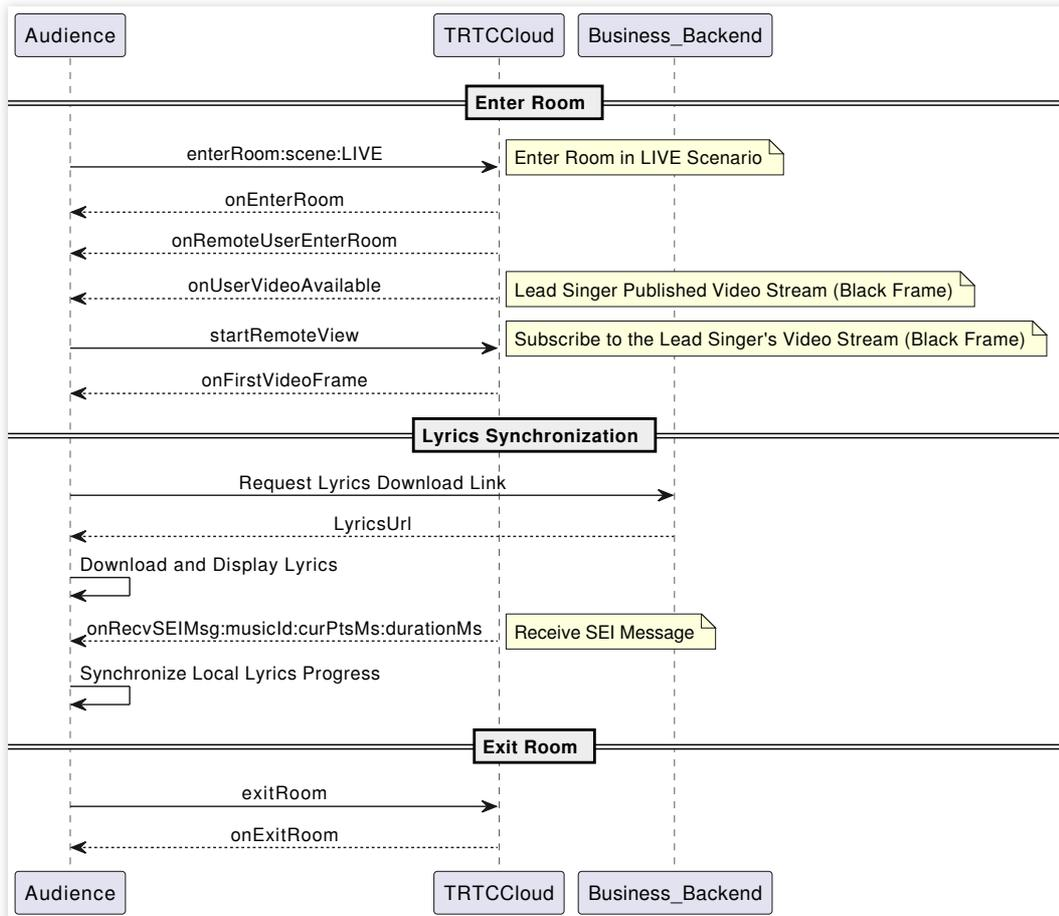 Audience
TRTCCloud
Business_Backend
Enter Room
enterRoom:scene:LIVE
Enter Room in LIVE Scenario
onEnterRoom
onRemoteUserEnterRoom
onUserVideoAvailable
Lead Singer Published Video Stream (Black Frame)
startRemoteView
Subscribe to the Lead Singer's Video Stream (Black Frame)
onFirstVideoFrame
Lyrics Synchronization
Request Lyrics Download Link
LyricsUrl
Download and Display Lyrics
onRecvSEIMsg:musicId:curPtsMs:durationMs
Receive SEI Message
Synchronize Local Lyrics Progress
Exit Room
exitRoom
onExitRoom
Audience
TRTCCloud
Business_Backend